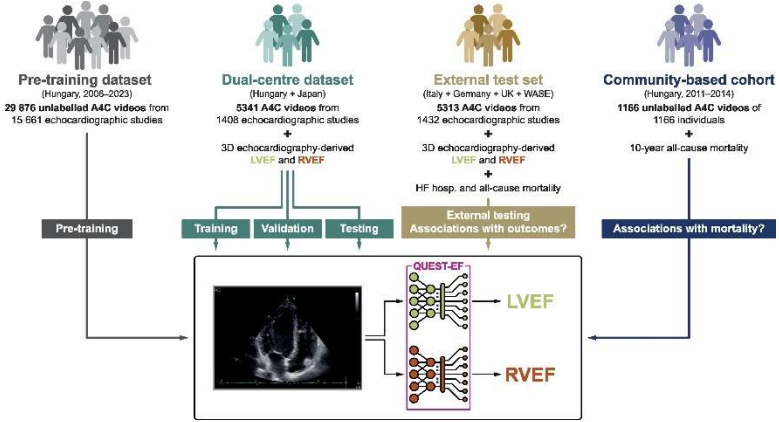 Pre-training dataset
(Hungary, 2006–2023)
29 876 unlabelled A4C videos from
15 661 echocardiographic studies
Pre-training
Dual-centre dataset
(Hungary + Japan)
5341 A4C videos from
1408 echocardiographic studies
+
3D echocardiography-derived
LVEF and RVEF
Training
Validation
Testing
External test set
(Italy + Germany + UK + WASE)
5313 A4C videos from
1432 echocardiographic studies
+
3D echocardiography-derived
LVEF and RVEF
+
HF hosp. and all-cause mortality
External testing
Associations with outcomes?
Community-based cohort
(Hungary, 2011–2014)
1166 unlabelled A4C videos of
1166 individuals
+
10-year all-cause mortality
Associations with mortality?
QUEST-EF
LVEF
RVEF